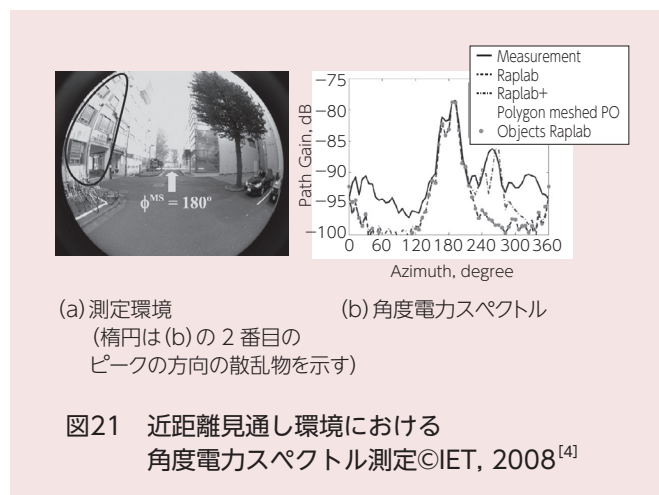 φMS = 180°
Measurement
Raplab
Raplab+
Polygon meshed PO
Objects Raplab
Path Gain, dB
−75
−80
−85
−90
−95
−100
0 60 120 180 240 300 360
Azimuth, degree
(a) 測定環境
(楕円は(b)の 2 番目の
ピークの方向の散乱物を示す)
(b) 角度電力スペクトル
図21 近距離見通し環境における
角度電力スペクトル測定©IET, 2008[4]